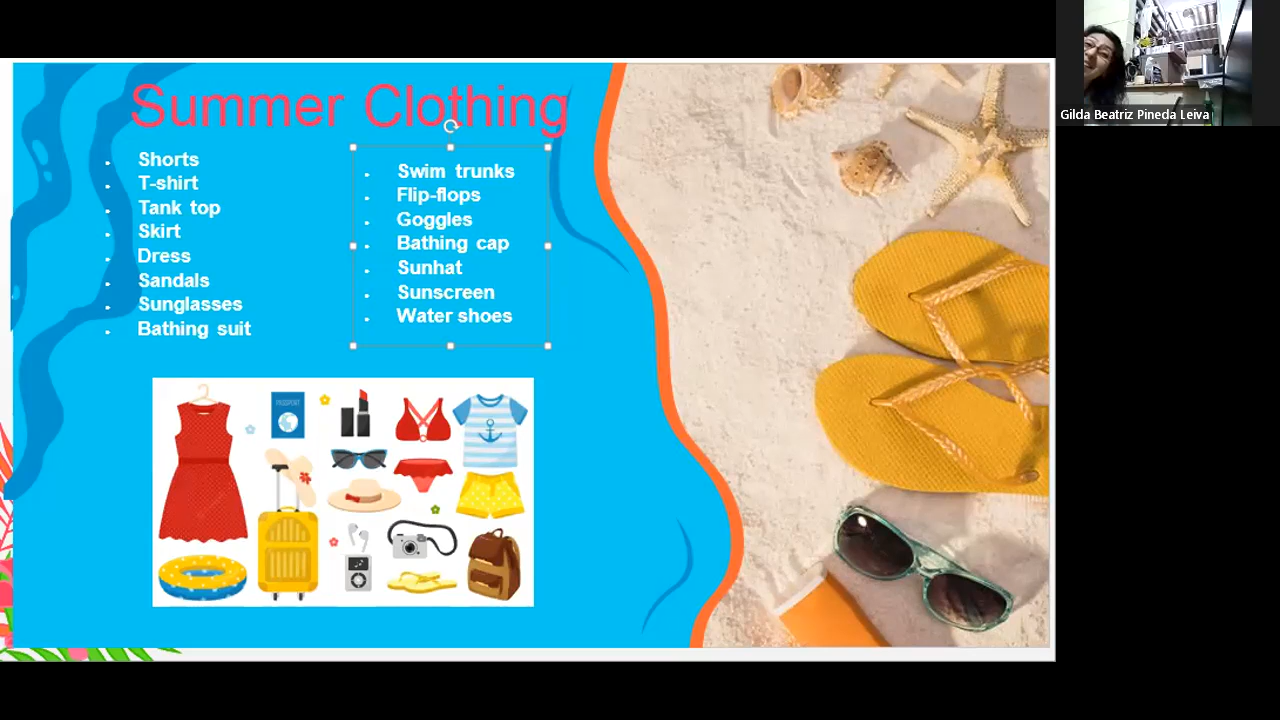 Summer Clothing
Shorts
T-shirt
Tank top
Skirt
Dress
Sandals
Sunglasses
Bathing suit
Swim trunks
Flip-flops
Goggles
Bathing cap
Sunhat
Sunscreen
Water shoes
PASSPORT
Gilda Beatriz Pineda Leiva